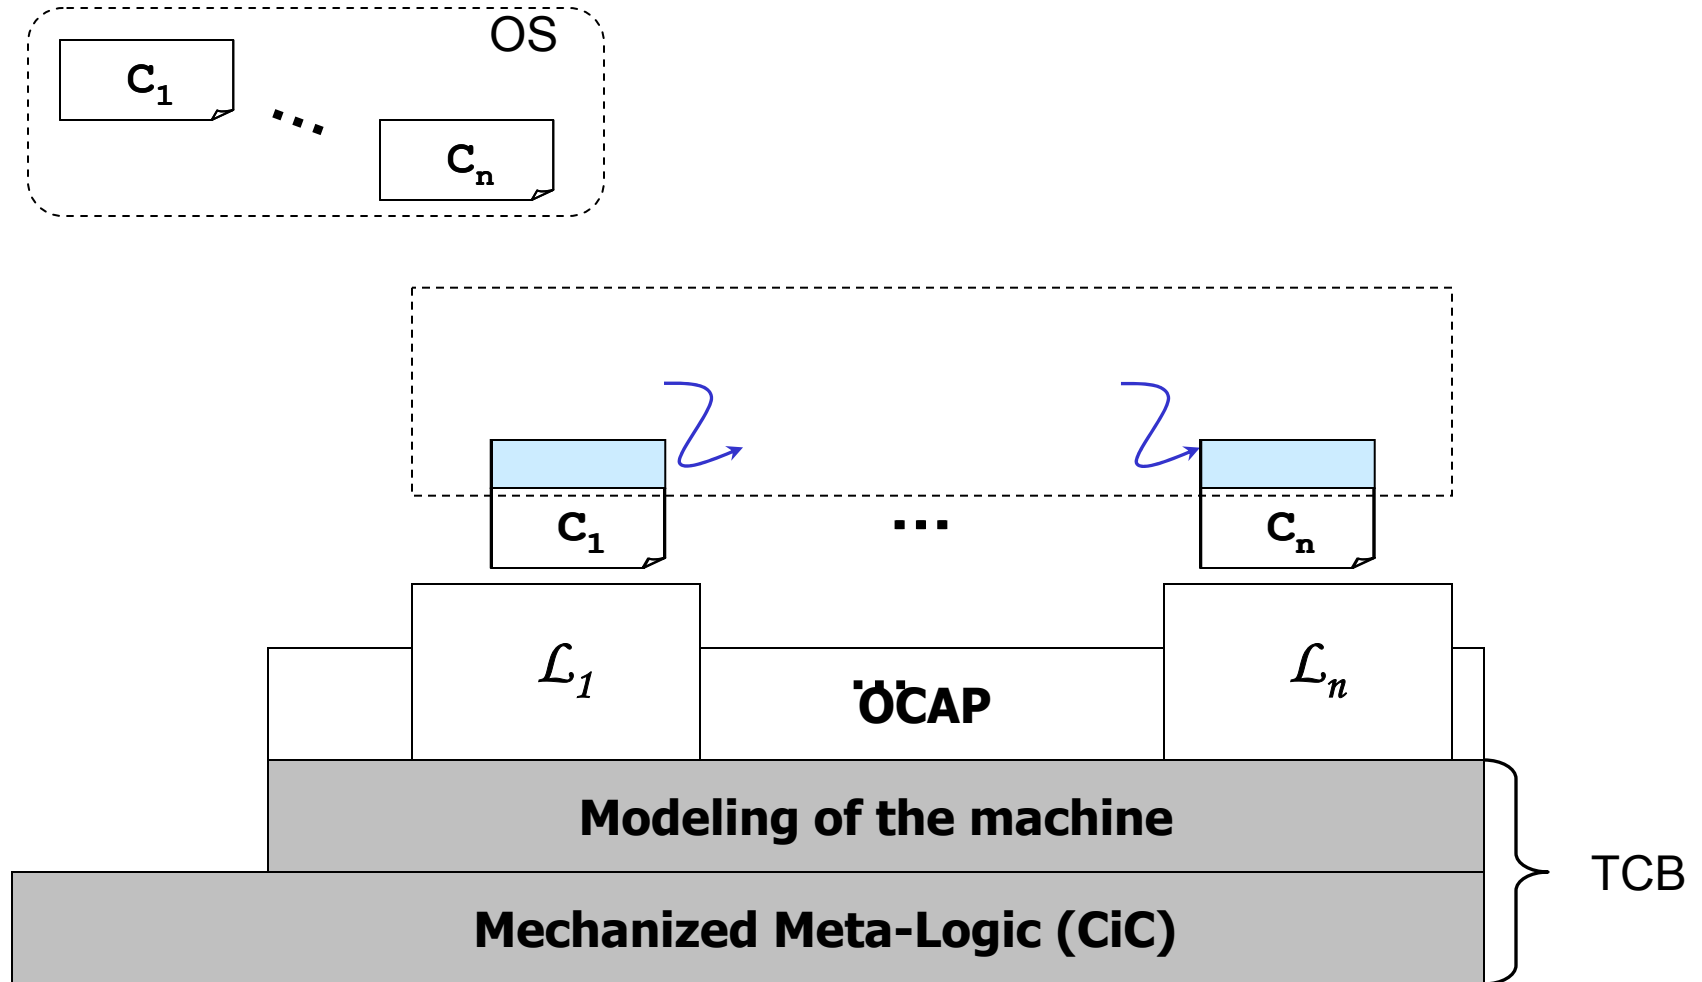 OS
C₁
...
Cₙ
C₁ ... Cₙ
ℒ₁ ... ℒₙ
OCAP
Modeling of the machine
TCB
Mechanized Meta-Logic (CiC)